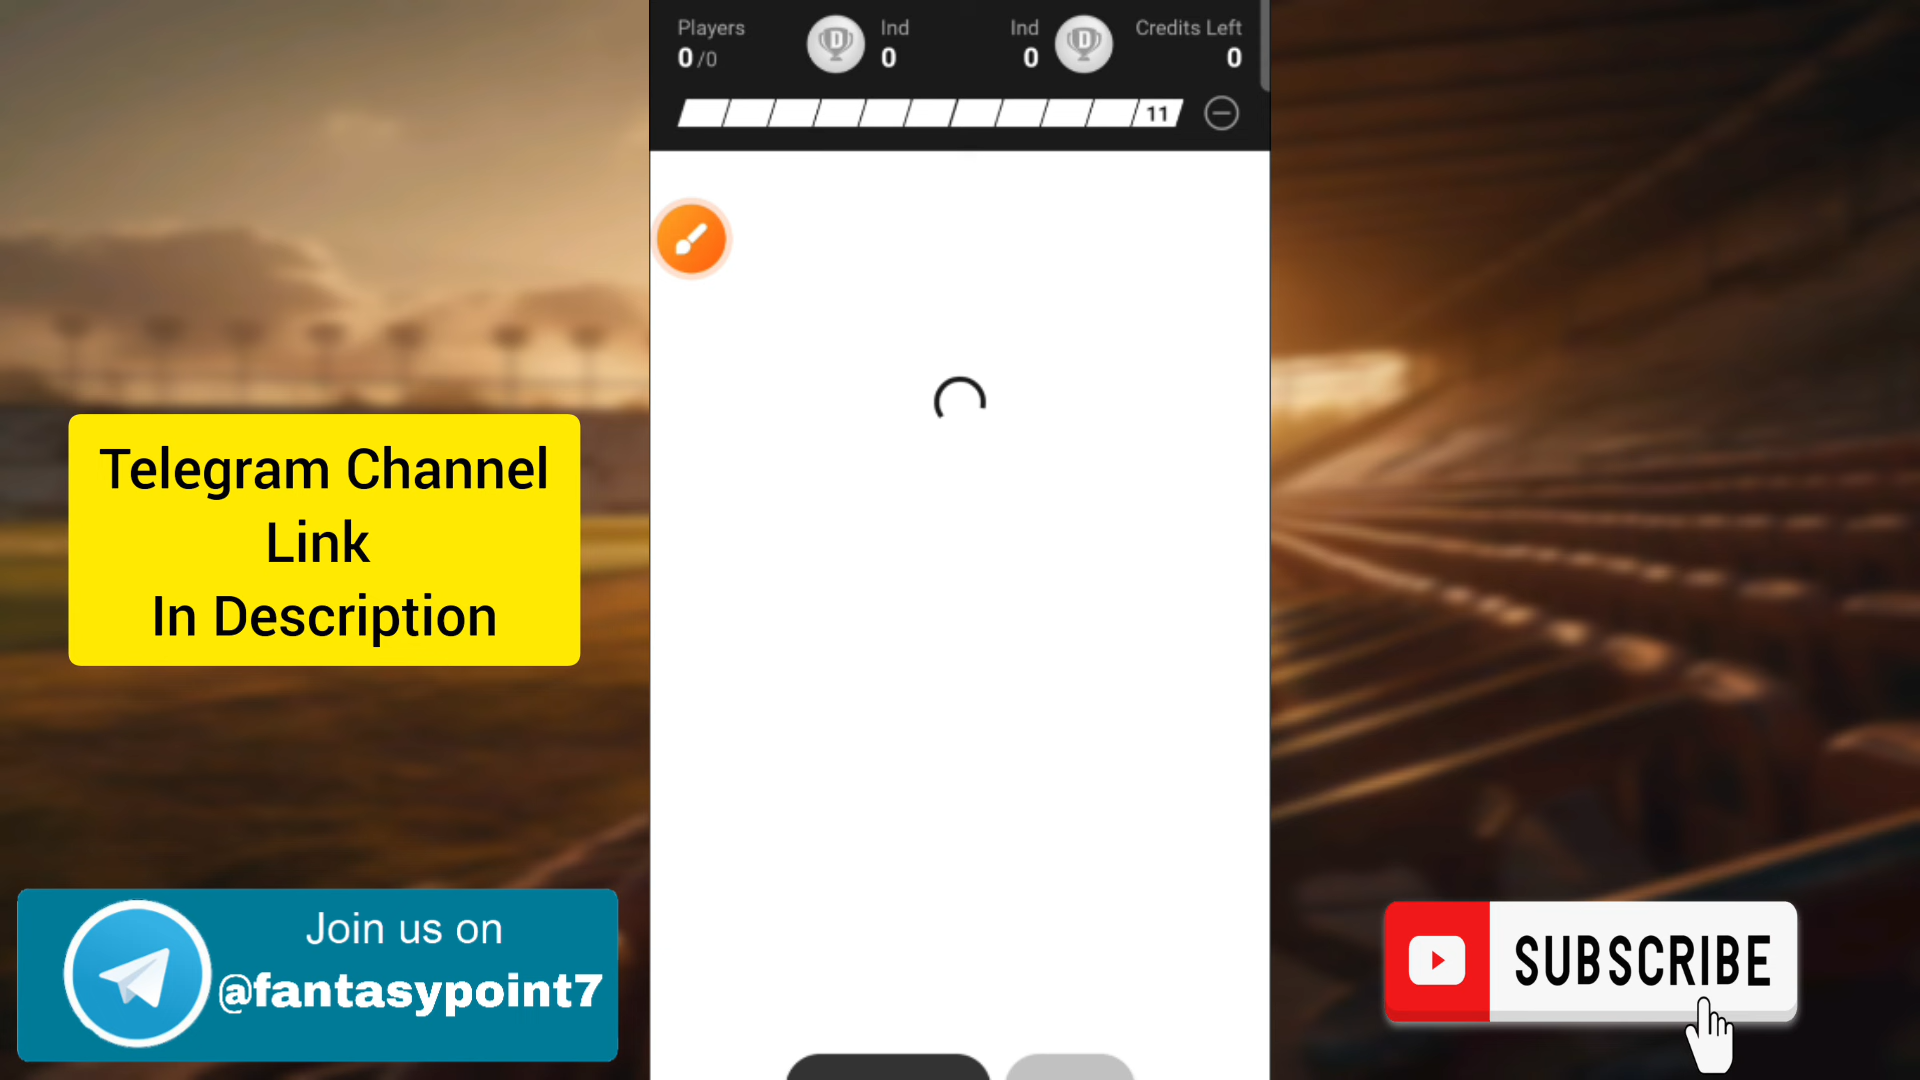 Players
0/0
D
Ind
0
Ind
0
D
Credits Left
0
11
Telegram Channel
Link
In Description
Join us on
@fantasypoint7
SUBSCRIBE